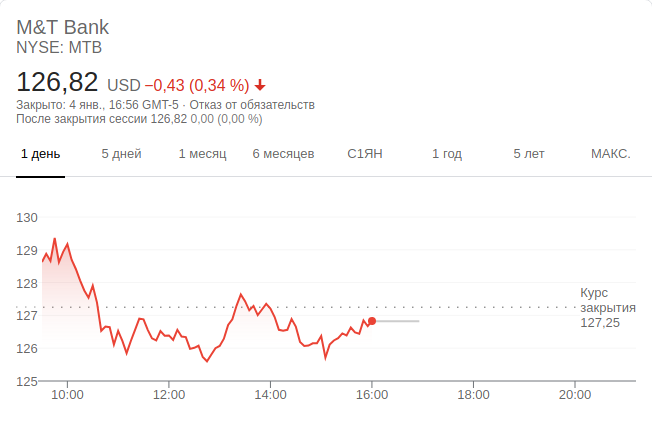 M&T Bank
NYSE: MTB
126,82 USD −0,43 (0,34 %)
Закрыто: 4 янв., 16:56 GMT-5 · Отказ от обязательств
После закрытия сессии 126,82 0,00 (0,00 %)
1 день 5 дней 1 месяц 6 месяцев С1ЯН 1 год 5 лет МАКС.
130
129
128
127
126
125
Курс
закрытия
127,25
10:00 12:00 14:00 16:00 18:00 20:00